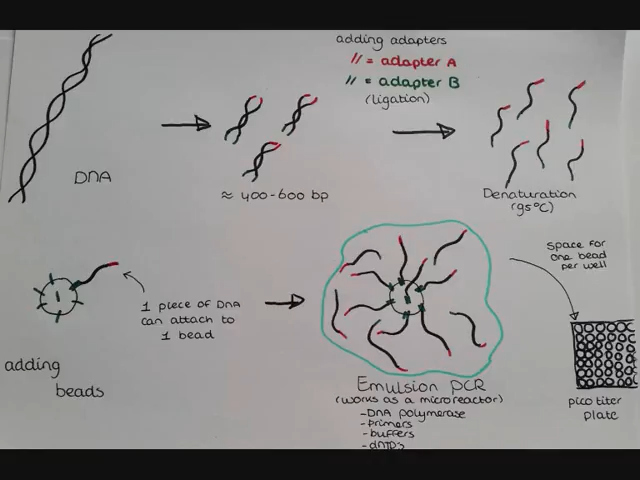 adding adapters
// = adapter A
// = adapter B
(ligation)
DNA
≈ 400-600 bp
Denaturation
(95°C)
1 piece of DNA
can attach to
1 bead
adding
beads
Emulsion PCR
(works as a microreactor)
-DNA polymerase
-primers
-buffers
-dNTPs
space for
one bead
per well
pico titer
plate